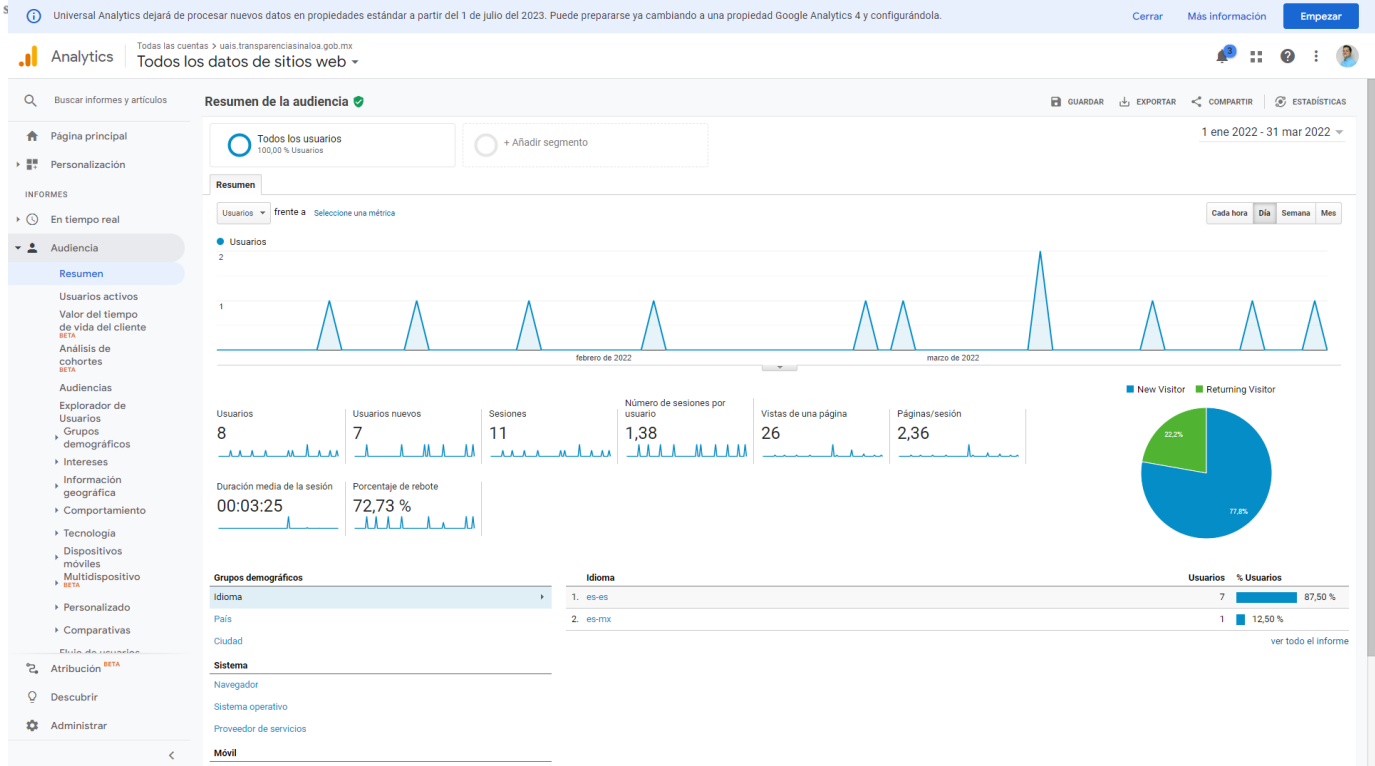 Universal Analytics dejará de procesar nuevos datos en propiedades estándar a partir del 1 de julio del 2023. Puede prepararse ya cambiando a una propiedad Google Analytics 4 y configurándola.
Cerrar
Más información
Empezar
Analytics
Todas las cuentas > uais.transparenciasinaloa.gob.mx
Todos los datos de sitios web
3
Buscar informes y artículos
Página principal
Personalización
INFORMES
En tiempo real
Audiencia
Resumen
Usuarios activos
Valor del tiempo
de vida del cliente
BETA
Análisis de
cohortes
BETA
Audiencias
Explorador de
Usuarios
Grupos
demográficos
Intereses
Información
geográfica
Comportamiento
Tecnología
Dispositivos
móviles
Multidispositivo
BETA
Personalizado
Comparativas
Flujo de usuarios
Atribución BETA
Descubrir
Administrar
Resumen de la audiencia
GUARDAR
EXPORTAR
COMPARTIR
ESTADÍSTICAS
Todos los usuarios
100,00 % Usuarios
+ Añadir segmento
1 ene 2022 - 31 mar 2022
Resumen
Usuarios
frente a
Seleccione una métrica
Cada hora
Día
Semana
Mes
Usuarios
2
1
febrero de 2022
marzo de 2022
Usuarios
8
Usuarios nuevos
7
Sesiones
11
Número de sesiones por
usuario
1,38
Vistas de una página
26
Páginas/sesión
2,36
Duración media de la sesión
00:03:25
Porcentaje de rebote
72,73 %
New Visitor
Returning Visitor
22,2%
77,8%
Grupos demográficos
Idioma
País
Ciudad
Sistema
Navegador
Sistema operativo
Proveedor de servicios
Móvil
Idioma
Usuarios
% Usuarios
1. es-es
7
87,50 %
2. es-mx
1
12,50 %
ver todo el informe